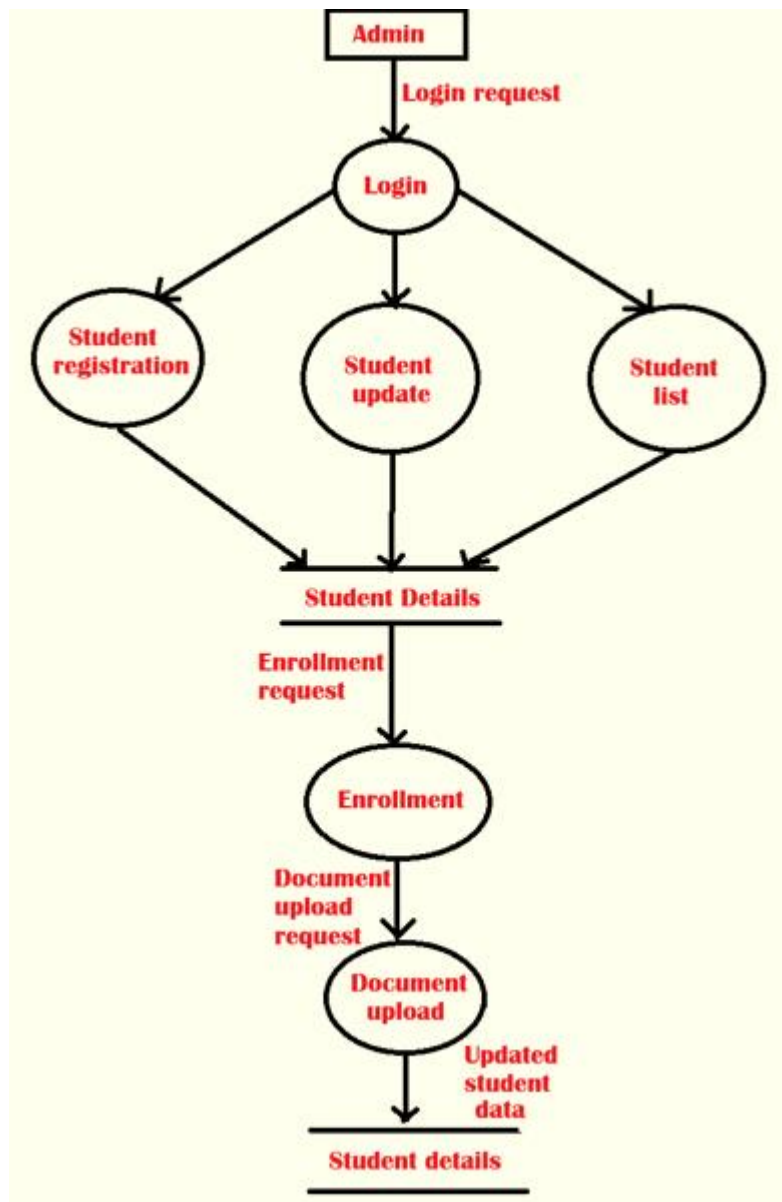 Admin
Login request
Login
Student
registration
Student
update
Student
list
Student Details
Enrollment
request
Enrollment
Document
upload
request
Document
upload
Updated
student
data
Student details